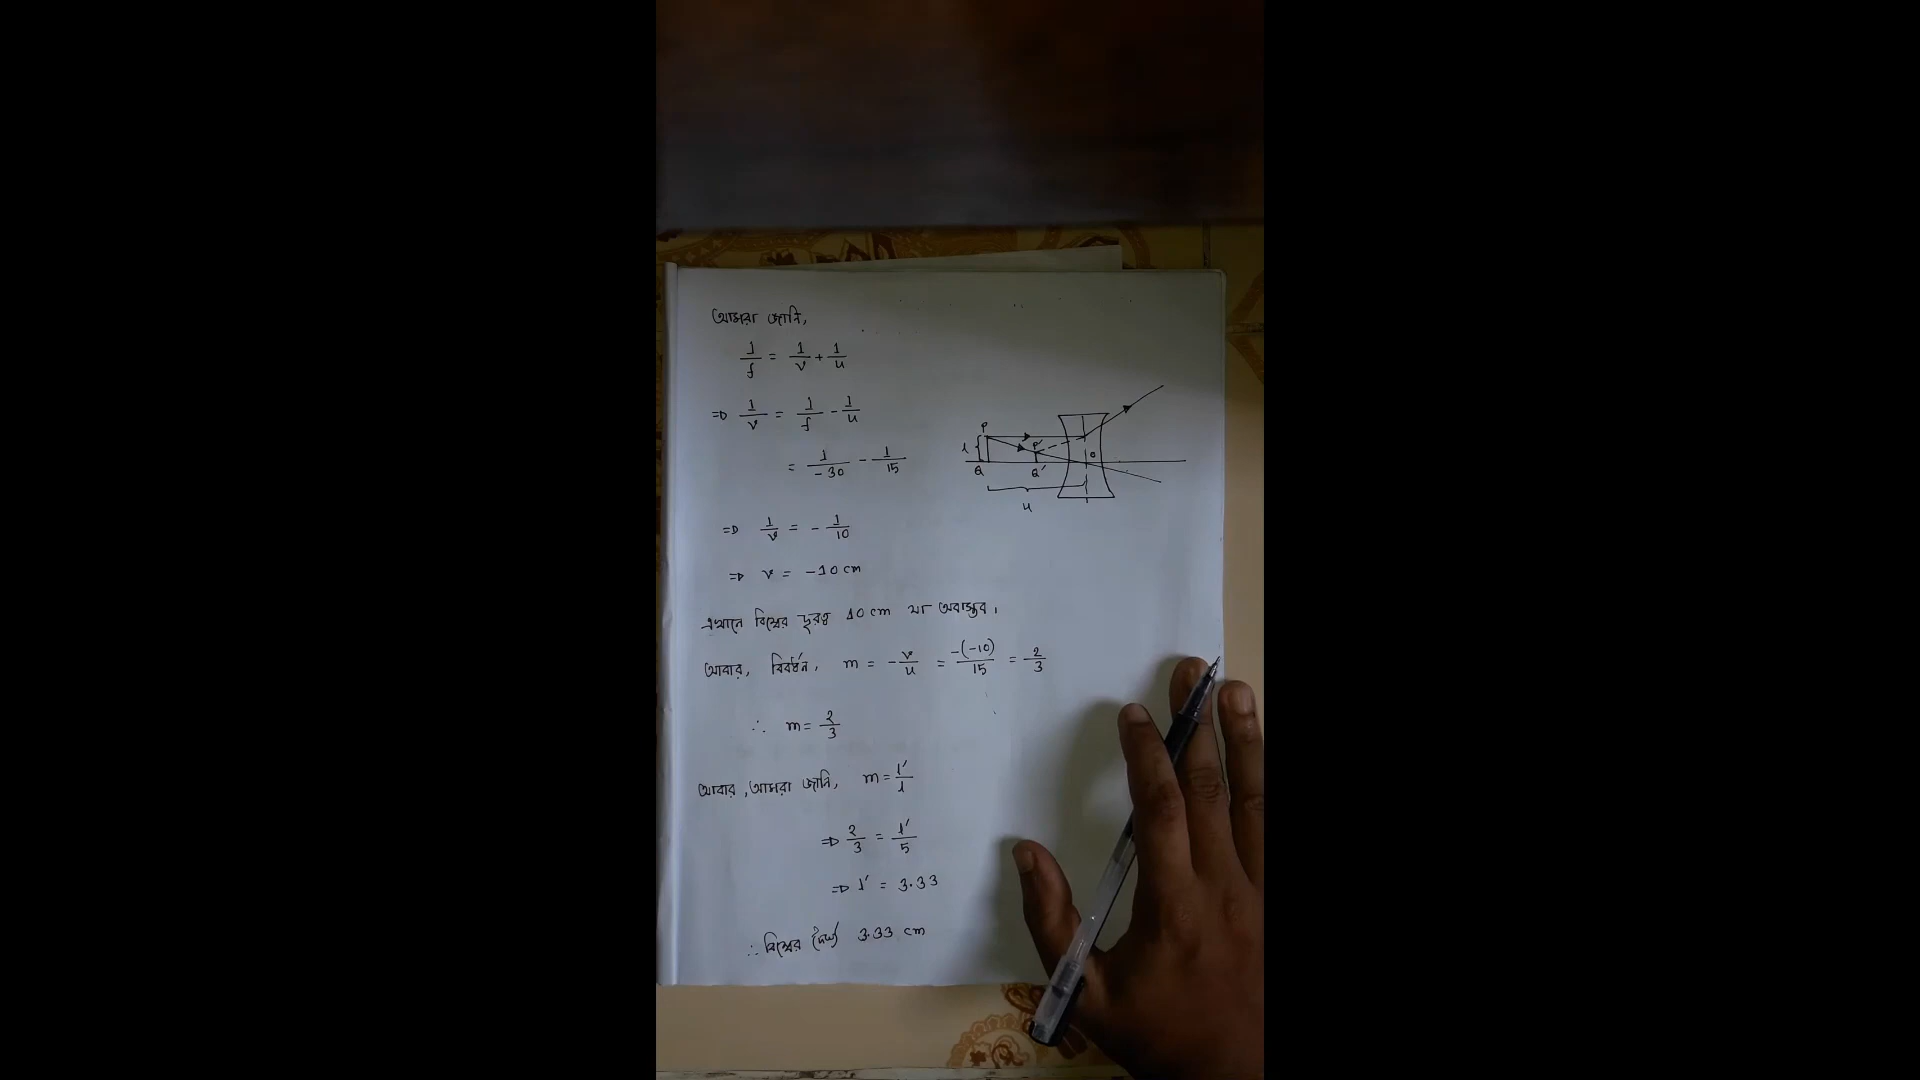 আমরা জানি,
1/f = 1/v + 1/u
⇒ 1/v = 1/f - 1/u
= 1/-30 - 1/15
⇒ 1/v = - 1/10
⇒ v = -10 cm
এখানে বিম্বের দূরত্ব 10 cm যা অবাস্তব।
আবার, বিবর্ধন, m = - v/u = -(-10)/15 = 2/3
∴ m = 2/3
আবার, আমরা জানি, m = l'/l
⇒ 2/3 = l'/5
⇒ l' = 3.33
∴ বিম্বের দৈর্ঘ্য 3.33 cm
P
l
P'
O
Q
Q'
u